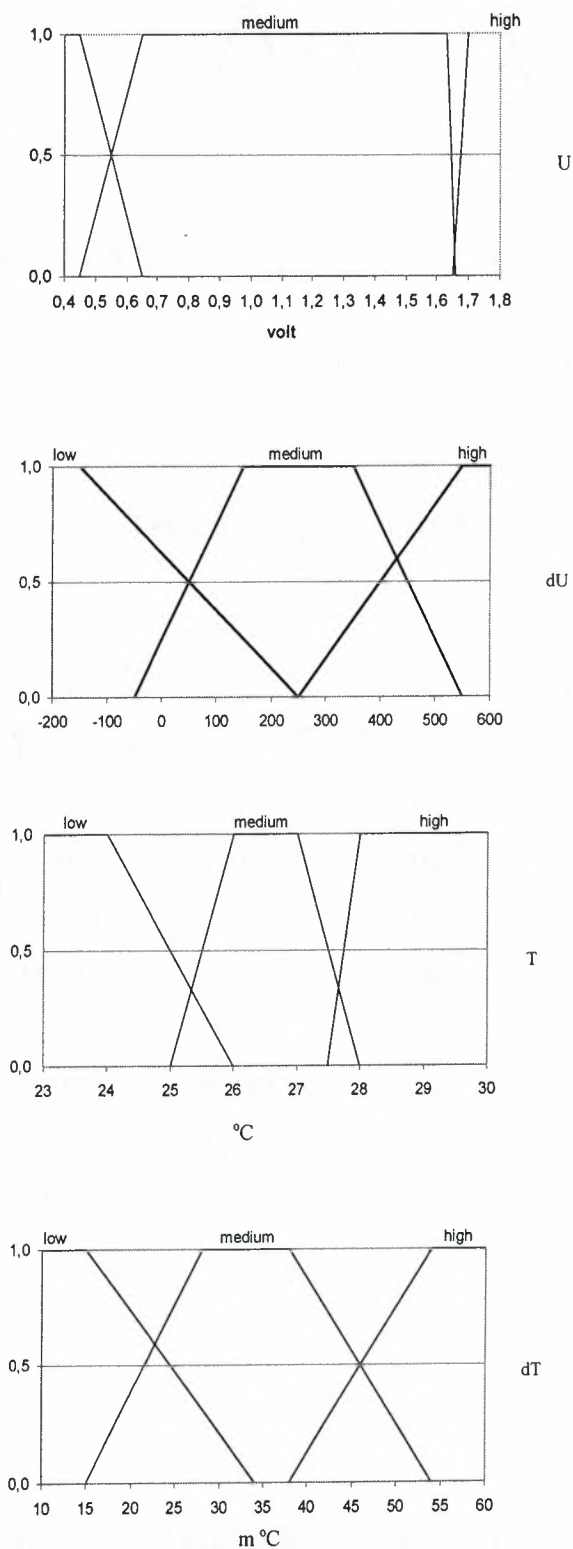 medium high
1,0
0,5
0,0
0,4 0,5 0,6 0,7 0,8 0,9 1,0 1,1 1,2 1,3 1,4 1,5 1,6 1,7 1,8
volt
U
low medium high
1,0
0,5
0,0
-200 -100 0 100 200 300 400 500 600
dU
low medium high
1,0
0,5
0,0
23 24 25 26 27 28 29 30
°C
T
low medium high
1,0
0,5
0,0
10 15 20 25 30 35 40 45 50 55 60
m °C
dT